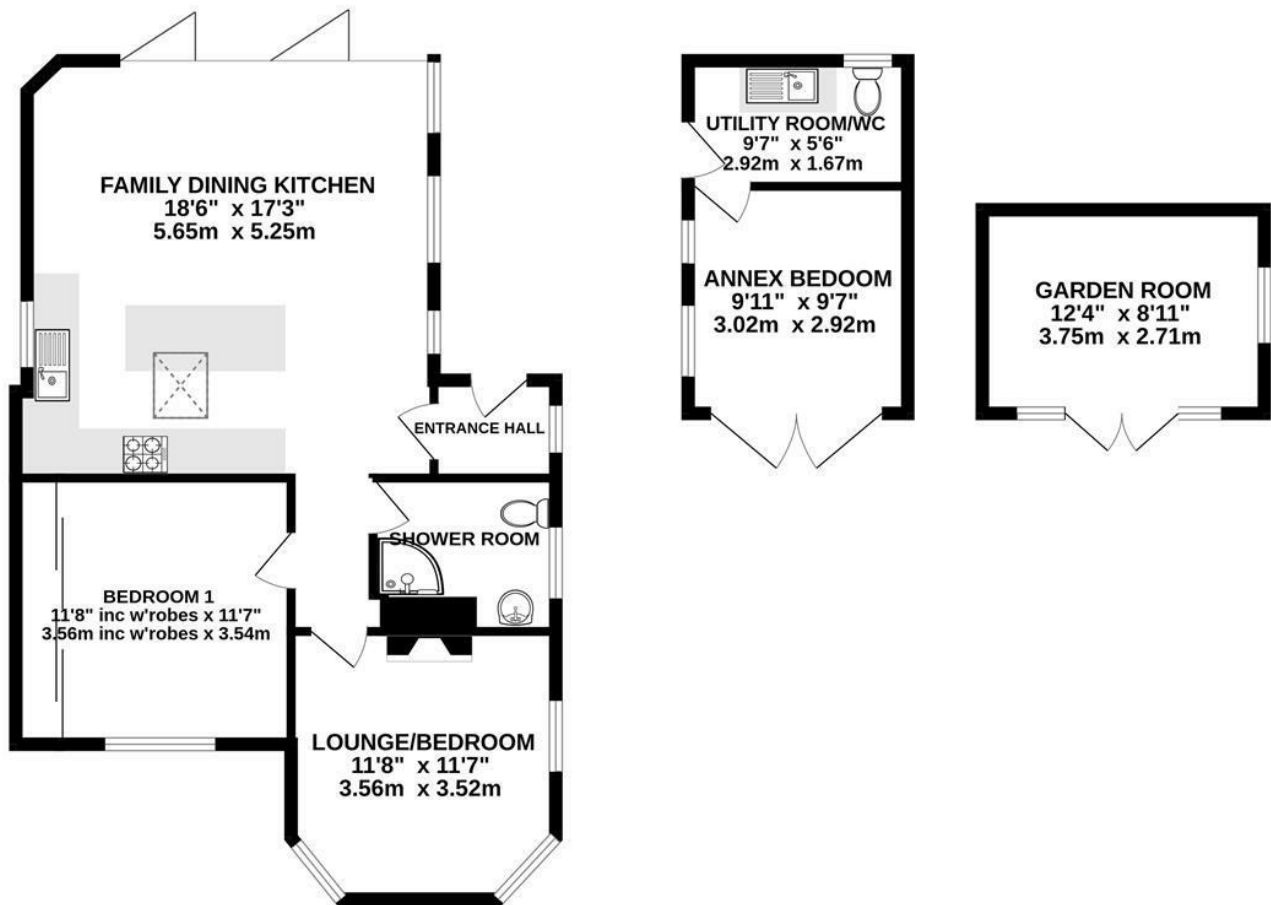 FAMILY DINING KITCHEN
18'6" x 17'3"
5.65m x 5.25m
ENTRANCE HALL
SHOWER ROOM
BEDROOM 1
11'8" inc w'robes x 11'7"
3.56m inc w'robes x 3.54m
LOUNGE/BEDROOM
11'8" x 11'7"
3.56m x 3.52m
UTILITY ROOM/WC
9'7" x 5'6"
2.92m x 1.67m
ANNEX BEDOOM
9'11" x 9'7"
3.02m x 2.92m
GARDEN ROOM
12'4" x 8'11"
3.75m x 2.71m